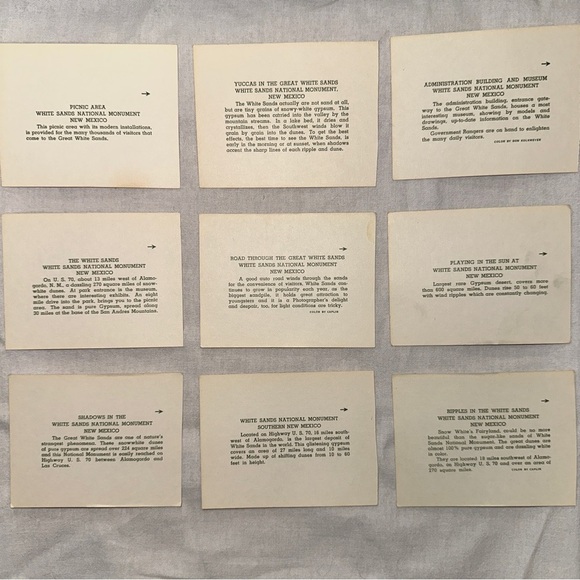 PICNIC AREA
WHITE SANDS NATIONAL MONUMENT
NEW MEXICO
This picnic area with its modern installations,
is provided for the many thousands of visitors that
come to the Great White Sands.
YUCCAS IN THE GREAT WHITE SANDS
WHITE SANDS NATIONAL MONUMENT,
NEW MEXICO
The White Sands actually are not sand at all,
but are tiny grains of snowy-white gypsum. This
gypsum has been carried into the valley by the
mountain streams. In a lake bed, it dries and
crystallizes, then the Southwest winds blow it
grain by grain into the dunes. To get the best
effects, the best time to see the White Sands, is
early in the morning or at sunset, when shadows
accent the sharp lines of each ripple and dune.
ADMINISTRATION BUILDING AND MUSEUM
WHITE SANDS NATIONAL MONUMENT
NEW MEXICO
The administration building, entrance gate-
way to the Great White Sands, houses a most
interesting museum, showing by models and
drawings, up-to-date information on the White
Sands.
Government Rangers are on hand to enlighten
the many daily visitors.
COLOR BY
THE WHITE SANDS
WHITE SANDS NATIONAL MONUMENT
NEW MEXICO
On U. S. 70, about 13 miles west of Alamo-
gordo, N. M., a dazzling 270 square miles of snow-
white dunes. At park entrance is the museum,
where there are interesting exhibits. An eight
mile drive into the park, brings you to the picnic
area. The sand is pure Gypsum, spread along
30 miles at the base of the San Andres Mountains.
ROAD THROUGH THE GREAT WHITE SANDS
WHITE SANDS NATIONAL MONUMENT
NEW MEXICO
A good auto road winds through the sands
for the convenience of visitors. White Sands con-
tinues to grow in popularity each year, as the
biggest sandpile, it holds great attraction to
youngsters and it is a Photographer's delight
and despair, too, for light conditions are tricky.
COLOR BY CAPLIN
PLAYING IN THE SUN AT
WHITE SANDS NATIONAL MONUMENT
NEW MEXICO
Largest rare Gypsum desert, covers more
than 500 square miles. Dunes rise 50 to 65 feet
with wind ripples which are constantly changing.
SHADOWS IN THE
WHITE SANDS NATIONAL MONUMENT
NEW MEXICO
The Great White Sands are one of nature's
strangest phenomena. These snow-white dunes
of pure gypsum are spread over 224 square miles
and this National Monument is easily reached on
Highway U. S. 70 between Alamogordo and
Las Cruces.
WHITE SANDS NATIONAL MONUMENT
SOUTHERN NEW MEXICO
Located on Highway U. S. 70, 16 miles south-
west of Alamogordo, is the largest deposit of
White Sands in the world. This glistening gypsum
covers an area of 27 miles long and 10 miles
wide. Made up of shifting dunes from 10 to 60
feet in height.
RIPPLES IN THE WHITE SANDS
WHITE SANDS NATIONAL MONUMENT
NEW MEXICO
Snow White's Fairyland, could be no more
beautiful than the sugar-like sands of White
Sands National Monument. The great dunes are
almost 100% pure gypsum and are dazzling white
in color.
They are located 16 miles southwest of Alamo-
gordo, on Highway U. S. 70 and over an area of
270 square miles.
COLOR BY CAPLIN